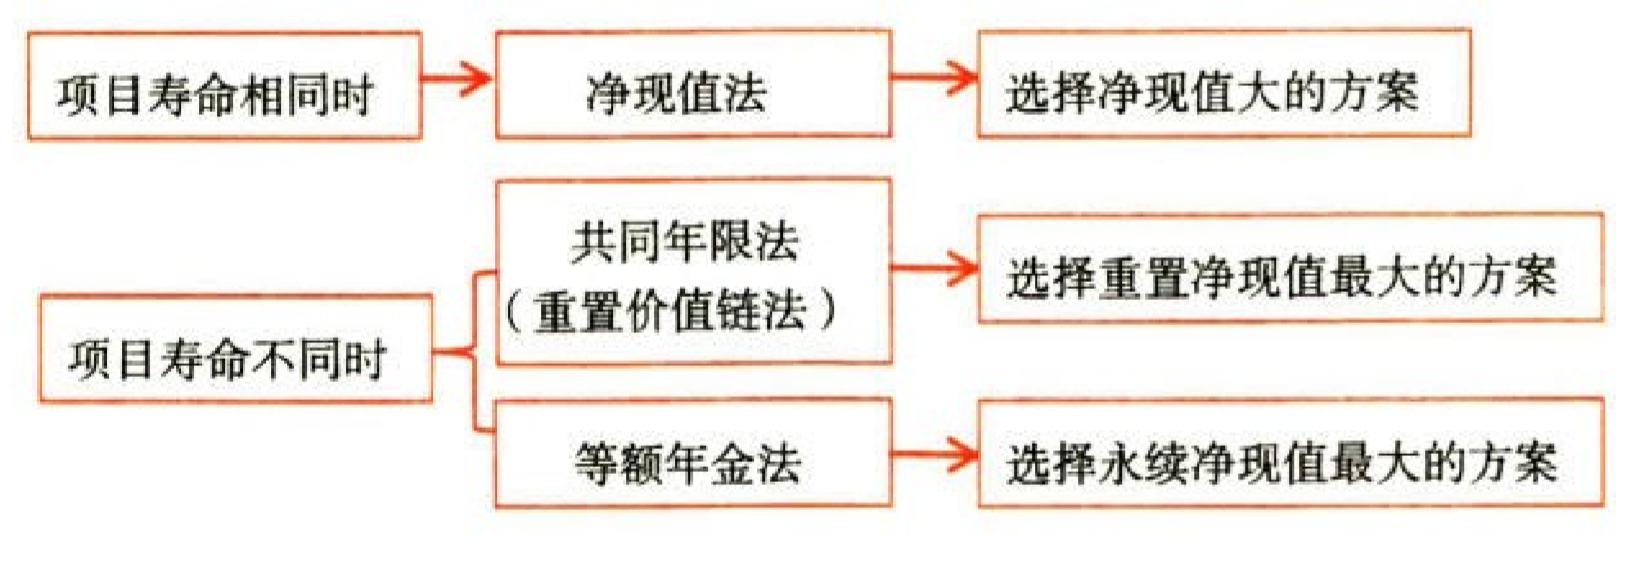 项目寿命相同时
净现值法
选择净现值大的方案
共同年限法
（重置价值链法）
选择重置净现值最大的方案
项目寿命不同时
等额年金法
选择永续净现值最大的方案